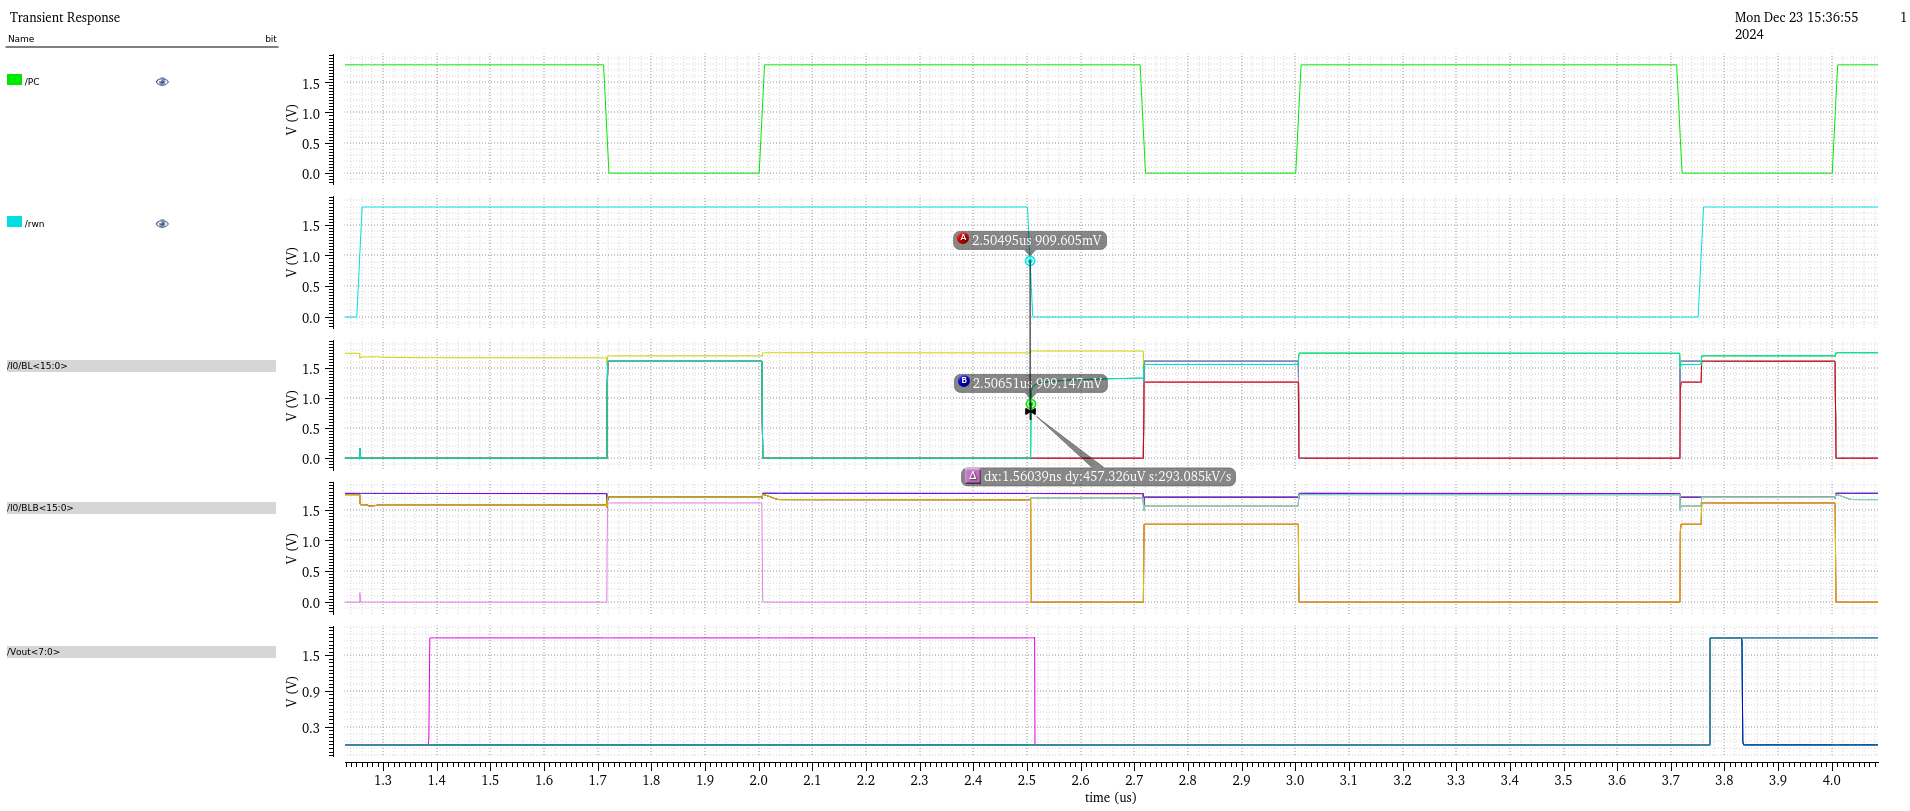 Transient Response
Mon Dec 23 15:36:55 1
2024
Name bit
/PC
V (V)
1.5
1.0
0.5
0.0
/rwn
V (V)
1.5
1.0
0.5
0.0
A 2.50495us 909.605mV
/I0/BL<15:0>
V (V)
1.5
1.0
0.5
0.0
B 2.50651us 909.147mV
Δ dx:1.56039ns dy:457.326uV s:293.085kV/s
/I0/BLB<15:0>
V (V)
1.5
1.0
0.5
0.0
/Vout<7:0>
V (V)
1.5
0.9
0.3
1.3 1.4 1.5 1.6 1.7 1.8 1.9 2.0 2.1 2.2 2.3 2.4 2.5 2.6 2.7 2.8 2.9 3.0 3.1 3.2 3.3 3.4 3.5 3.6 3.7 3.8 3.9 4.0
time (us)